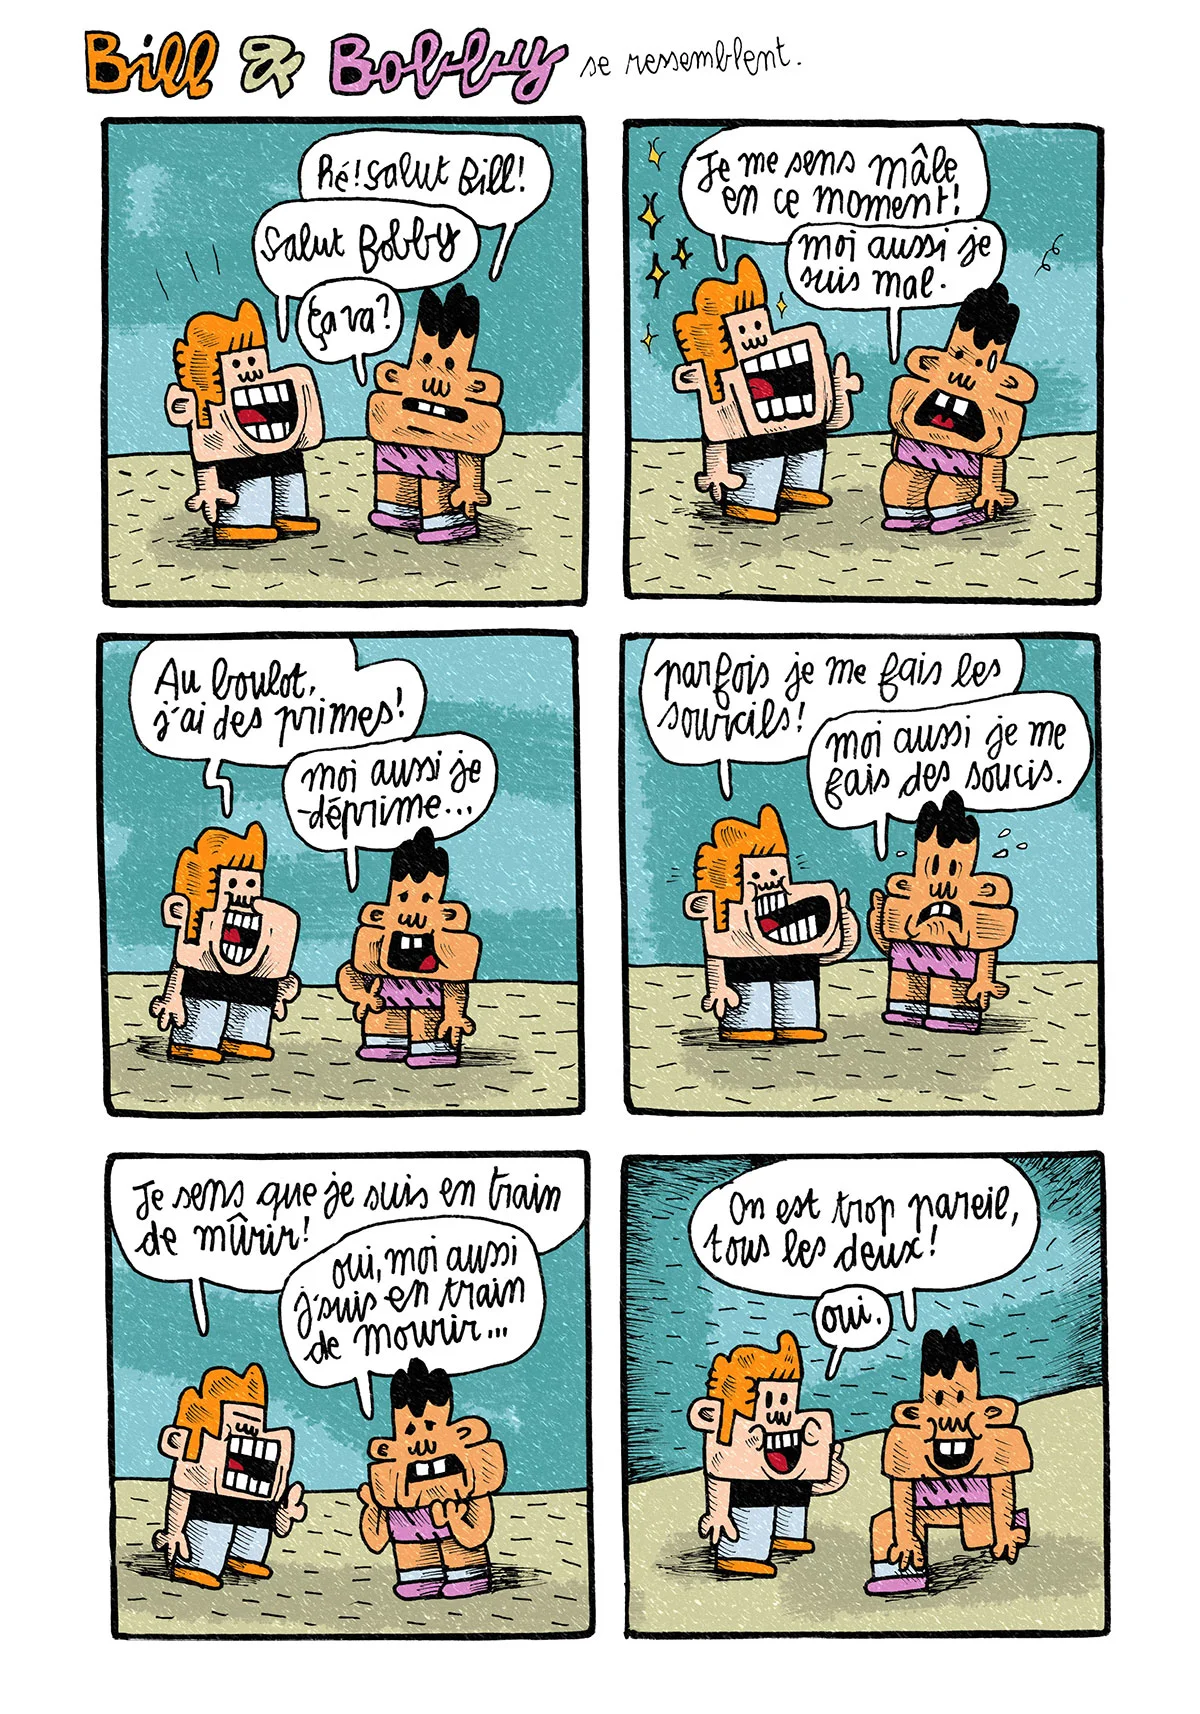 Bill & Bobby se ressemblent.
hé! Salut Bill!
Salut Bobby
ça va?
Je me sens mâle
en ce moment!
moi aussi je
suis mal.
Au boulot,
j'ai des primes!
moi aussi je
déprime...
parfois je me fais les
sourcils!
moi aussi je me
fais des soucis.
Je sens que je suis en train
de mûrir!
oui, moi aussi
j'suis en train
de mourir...
On est trop pareil,
tous les deux!
oui.